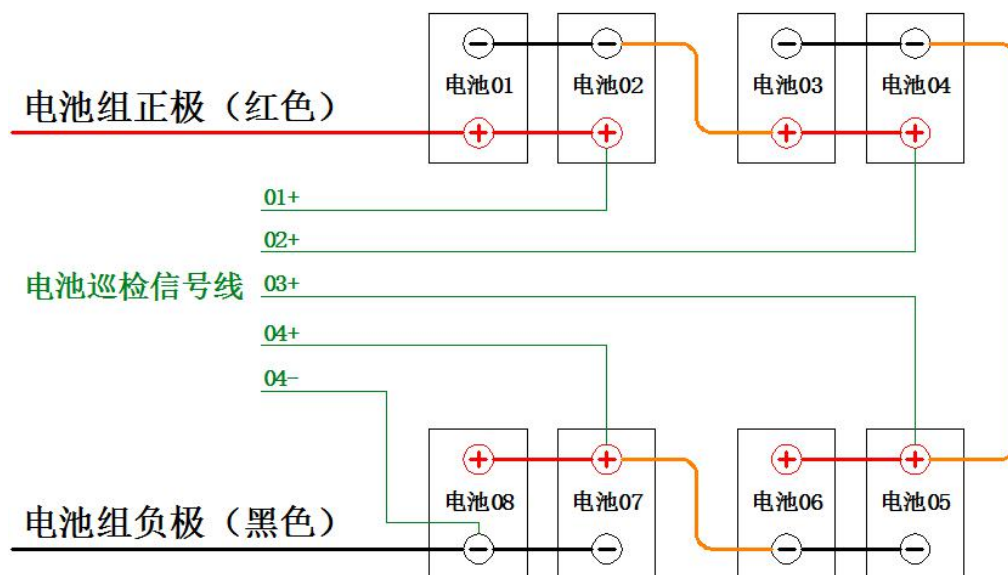 电池01 电池02 电池03 电池04
电池组正极（红色）
01+
02+
电池巡检信号线 03+
04+
04-
电池08 电池07 电池06 电池05
电池组负极（黑色）